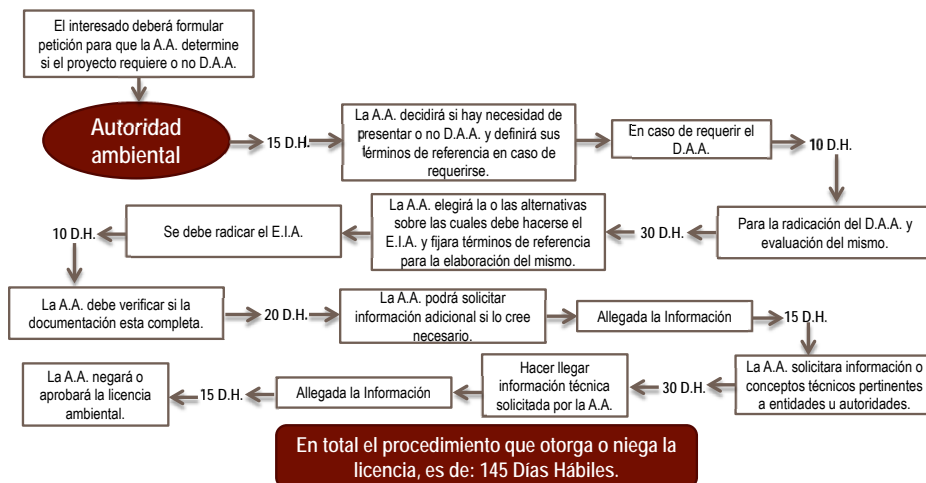 El interesado deberá formular
petición para que la A.A. determine
si el proyecto requiere o no D.A.A.
Autoridad
ambiental
15 D.H.
La A.A. decidirá si hay necesidad de
presentar o no D.A.A. y definirá sus
términos de referencia en caso de
requerirse.
En caso de requerir el
D.A.A.
10 D.H.
Para la radicación del D.A.A. y
evaluación del mismo.
30 D.H.
La A.A. elegirá la o las alternativas
sobre las cuales debe hacerse el
E.I.A. y fijara términos de referencia
para la elaboración del mismo.
Se debe radicar el E.I.A.
10 D.H.
La A.A. debe verificar si la
documentación esta completa.
20 D.H.
La A.A. podrá solicitar
información adicional si lo cree
necesario.
Allegada la Información
15 D.H.
La A.A. solicitara información o
conceptos técnicos pertinentes
a entidades u autoridades.
30 D.H.
Hacer llegar
información técnica
solicitada por la A.A.
Allegada la Información
15 D.H.
La A.A. negará o
aprobará la licencia
ambiental.
En total el procedimiento que otorga o niega la
licencia, es de: 145 Días Hábiles.